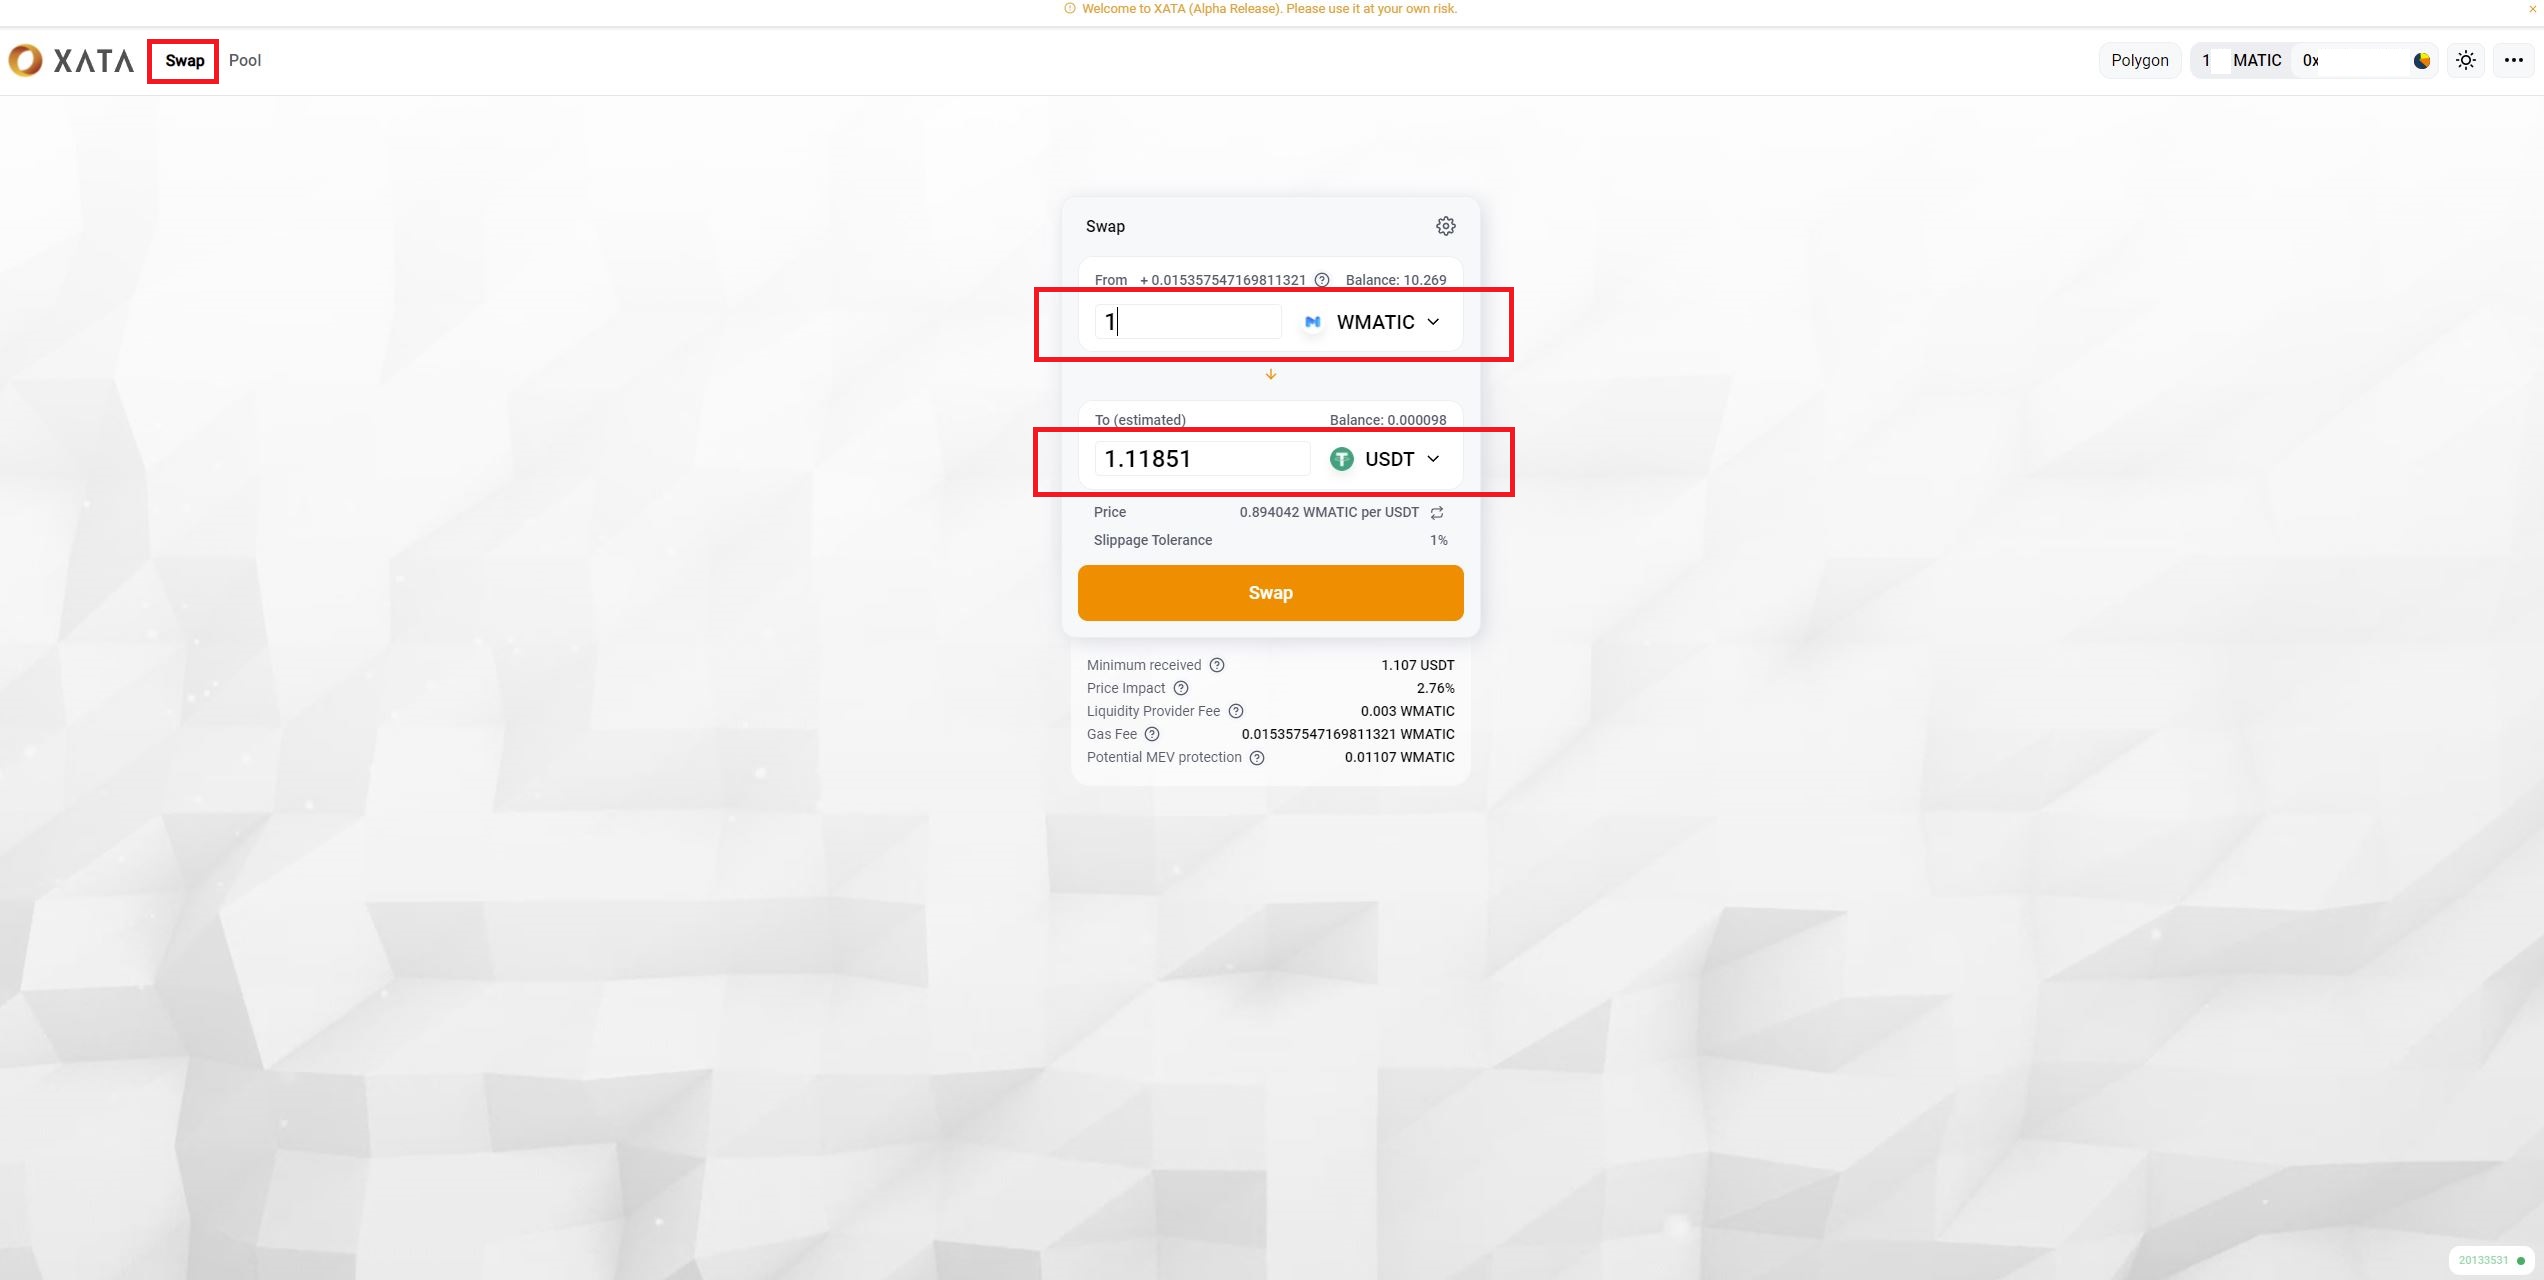 Welcome to XATA (Alpha Release). Please use it at your own risk.
XATA Swap Pool Polygon 1 MATIC 0x
Swap
From + 0.015357547169811321 Balance: 10.269
1 WMATIC
To (estimated) Balance: 0.000098
1.11851 USDT
Price 0.894042 WMATIC per USDT
Slippage Tolerance 1%
Swap
Minimum received 1.107 USDT
Price Impact 2.76%
Liquidity Provider Fee 0.003 WMATIC
Gas Fee 0.015357547169811321 WMATIC
Potential MEV protection 0.01107 WMATIC
20133531